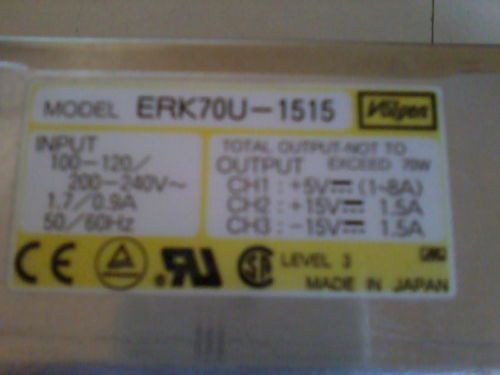 MODEL ERK70U-1515
Volgen
INPUT
100-120/
200-240V~
1.7/0.9A
50/60Hz
TOTAL OUTPUT-NOT TO
OUTPUT EXCEED 70W
CH1 : +5V⎓ (1-8A)
CH2 : +15V⎓ 1.5A
CH3 : -15V⎓ 1.5A
CE
LEVEL 3
MADE IN JAPAN